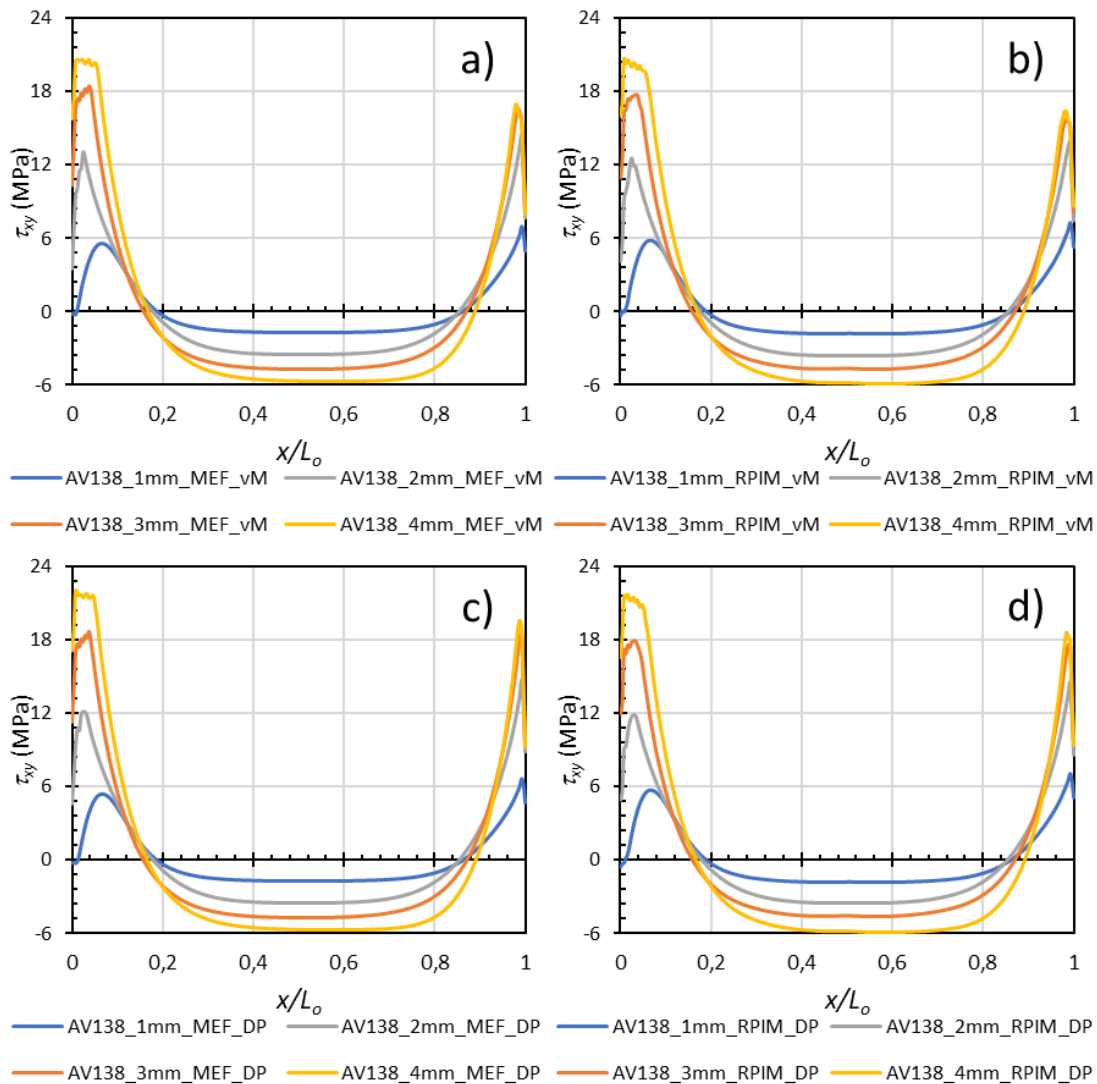 24
18
12
6
0
-6
τxy (MPa)
a)
0 0,2 0,4 0,6 0,8 1
x/Lo
AV138_1mm_MEF_vM AV138_2mm_MEF_vM
AV138_3mm_MEF_vM AV138_4mm_MEF_vM
24
18
12
6
0
-6
τxy (MPa)
b)
0 0,2 0,4 0,6 0,8 1
x/Lo
AV138_1mm_RPIM_vM AV138_2mm_RPIM_vM
AV138_3mm_RPIM_vM AV138_4mm_RPIM_vM
24
18
12
6
0
-6
τxy (MPa)
c)
0 0,2 0,4 0,6 0,8 1
x/Lo
AV138_1mm_MEF_DP AV138_2mm_MEF_DP
AV138_3mm_MEF_DP AV138_4mm_MEF_DP
24
18
12
6
0
-6
τxy (MPa)
d)
0 0,2 0,4 0,6 0,8 1
x/Lo
AV138_1mm_RPIM_DP AV138_2mm_RPIM_DP
AV138_3mm_RPIM_DP AV138_4mm_RPIM_DP